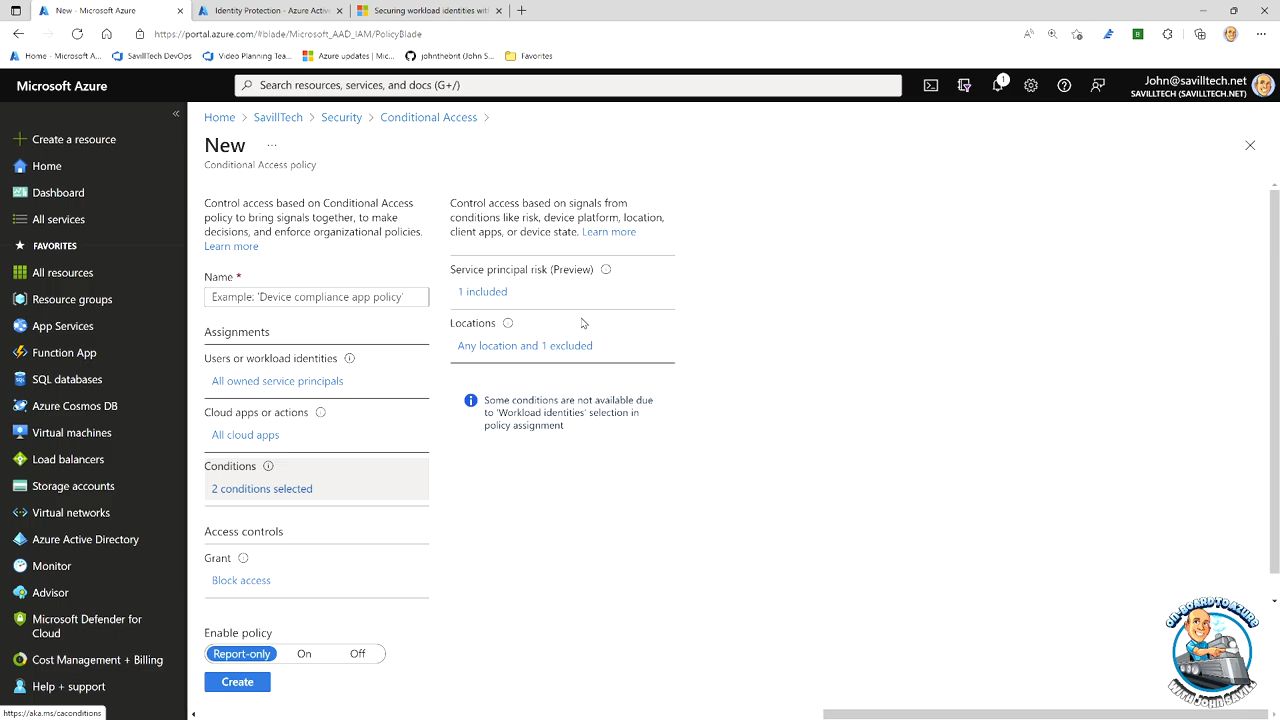 New - Microsoft Azure
Identity Protection - Azure Active
Securing workload identities with
https://portal.azure.com/#blade/Microsoft_AAD_IAM/PolicyBlade
Home - Microsoft A...
SavillTech DevOps
Video Planning Tea...
Azure updates | Mic...
johnthebrit (John S...
Favorites
Microsoft Azure
Search resources, services, and docs (G+/)
1
John@savilltech.net
SAVILLTECH (SAVILLTECH.NET)
Create a resource
Home
Dashboard
All services
FAVORITES
All resources
Resource groups
App Services
Function App
SQL databases
Azure Cosmos DB
Virtual machines
Load balancers
Storage accounts
Virtual networks
Azure Active Directory
Monitor
Advisor
Microsoft Defender for
Cloud
Cost Management + Billing
Help + support
https://aka.ms/caconditions
Home > SavillTech > Security > Conditional Access >
New ...
Conditional Access policy
Control access based on Conditional Access
policy to bring signals together, to make
decisions, and enforce organizational policies.
Learn more
Name *
Example: 'Device compliance app policy'
Assignments
Users or workload identities
All owned service principals
Cloud apps or actions
All cloud apps
Conditions
2 conditions selected
Access controls
Grant
Block access
Enable policy
Report-only On Off
Create
Control access based on signals from
conditions like risk, device platform, location,
client apps, or device state. Learn more
Service principal risk (Preview)
1 included
Locations
Any location and 1 excluded
Some conditions are not available due
to 'Workload identities' selection in
policy assignment
ON-BOARD TO AZURE
WITH JOHN SAVILL